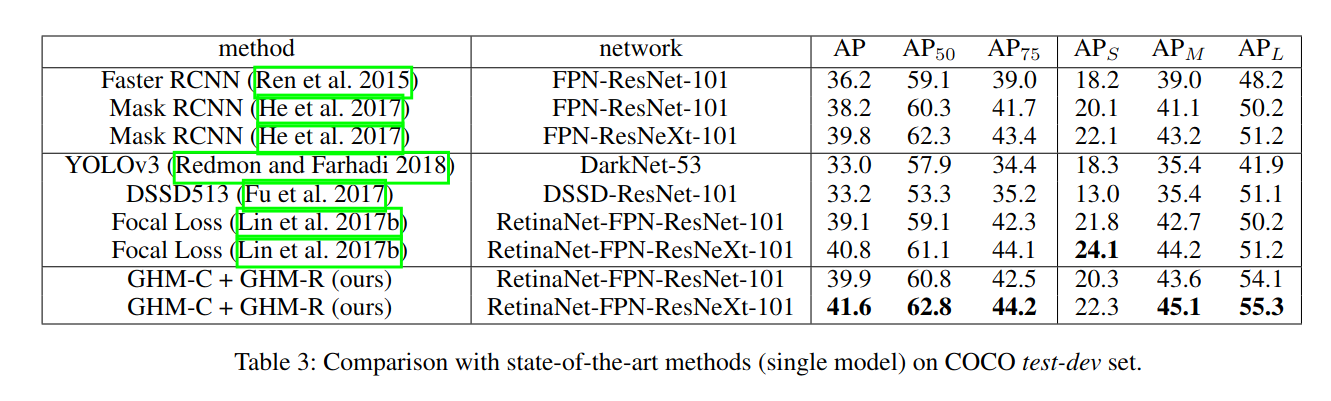 method network AP AP50 AP75 APS APM APL
Faster RCNN (Ren et al. 2015) FPN-ResNet-101 36.2 59.1 39.0 18.2 39.0 48.2
Mask RCNN (He et al. 2017) FPN-ResNet-101 38.2 60.3 41.7 20.1 41.1 50.2
Mask RCNN (He et al. 2017) FPN-ResNeXt-101 39.8 62.3 43.4 22.1 43.2 51.2
YOLOv3 (Redmon and Farhadi 2018) DarkNet-53 33.0 57.9 34.4 18.3 35.4 41.9
DSSD513 (Fu et al. 2017) DSSD-ResNet-101 33.2 53.3 35.2 13.0 35.4 51.1
Focal Loss (Lin et al. 2017b) RetinaNet-FPN-ResNet-101 39.1 59.1 42.3 21.8 42.7 50.2
Focal Loss (Lin et al. 2017b) RetinaNet-FPN-ResNeXt-101 40.8 61.1 44.1 24.1 44.2 51.2
GHM-C + GHM-R (ours) RetinaNet-FPN-ResNet-101 39.9 60.8 42.5 20.3 43.6 54.1
GHM-C + GHM-R (ours) RetinaNet-FPN-ResNeXt-101 41.6 62.8 44.2 22.3 45.1 55.3
Table 3: Comparison with state-of-the-art methods (single model) on COCO test-dev set.